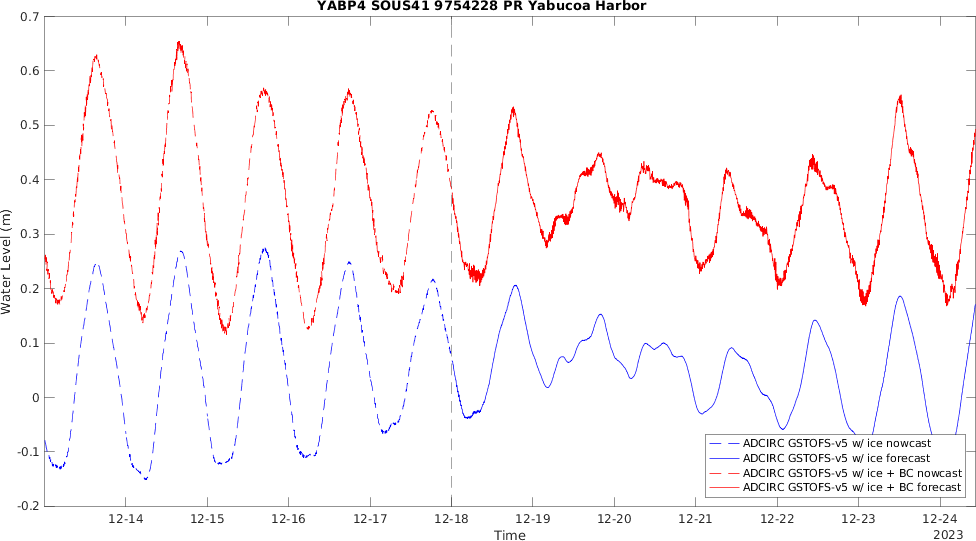 YABP4 SOUS41 9754228 PR Yabucoa Harbor
0.7
0.6
0.5
0.4
0.3
0.2
0.1
0
-0.1
-0.2
Water Level (m)
12-14 12-15 12-16 12-17 12-18 12-19 12-20 12-21 12-22 12-23 12-24
Time
2023
ADCIRC GSTOFS-v5 w/ ice nowcast
ADCIRC GSTOFS-v5 w/ ice forecast
ADCIRC GSTOFS-v5 w/ ice + BC nowcast
ADCIRC GSTOFS-v5 w/ ice + BC forecast